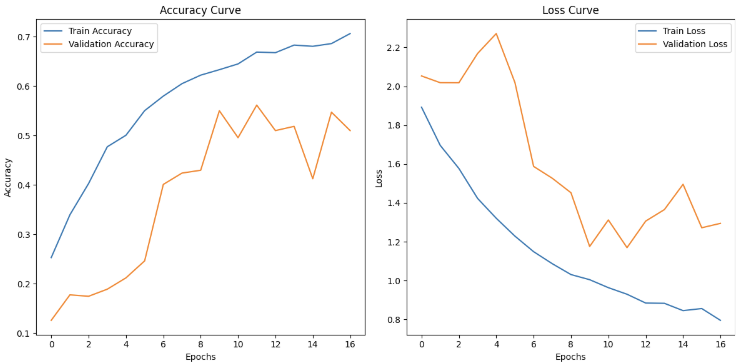 Accuracy Curve
Train Accuracy
Validation Accuracy
0.7
0.6
0.5
0.4
0.3
0.2
0.1
Accuracy
0 2 4 6 8 10 12 14 16
Epochs
Loss Curve
Train Loss
Validation Loss
2.2
2.0
1.8
1.6
1.4
1.2
1.0
0.8
Loss
0 2 4 6 8 10 12 14 16
Epochs